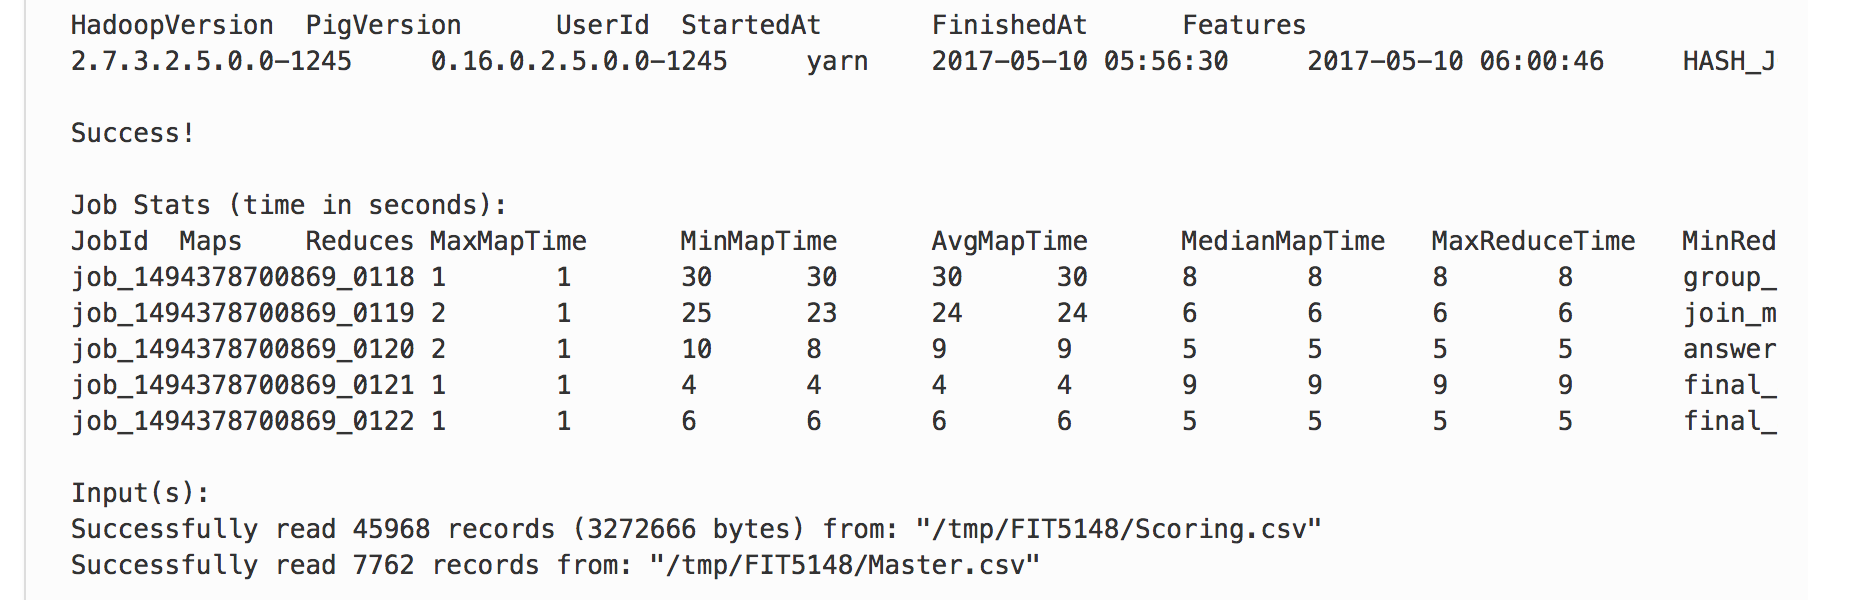 HadoopVersion PigVersion UserId StartedAt FinishedAt Features
2.7.3.2.5.0.0-1245 0.16.0.2.5.0.0-1245 yarn 2017-05-10 05:56:30 2017-05-10 06:00:46 HASH_J
Success!
Job Stats (time in seconds):
JobId Maps Reduces MaxMapTime MinMapTime AvgMapTime MedianMapTime MaxReduceTime MinRed
job_1494378700869_0118 1 1 30 30 30 30 8 8 8 8 group_
job_1494378700869_0119 2 1 25 23 24 24 6 6 6 6 join_m
job_1494378700869_0120 2 1 10 8 9 9 5 5 5 5 answer
job_1494378700869_0121 1 1 4 4 4 4 9 9 9 9 final_
job_1494378700869_0122 1 1 6 6 6 6 5 5 5 5 final_
Input(s):
Successfully read 45968 records (3272666 bytes) from: "/tmp/FIT5148/Scoring.csv"
Successfully read 7762 records from: "/tmp/FIT5148/Master.csv"